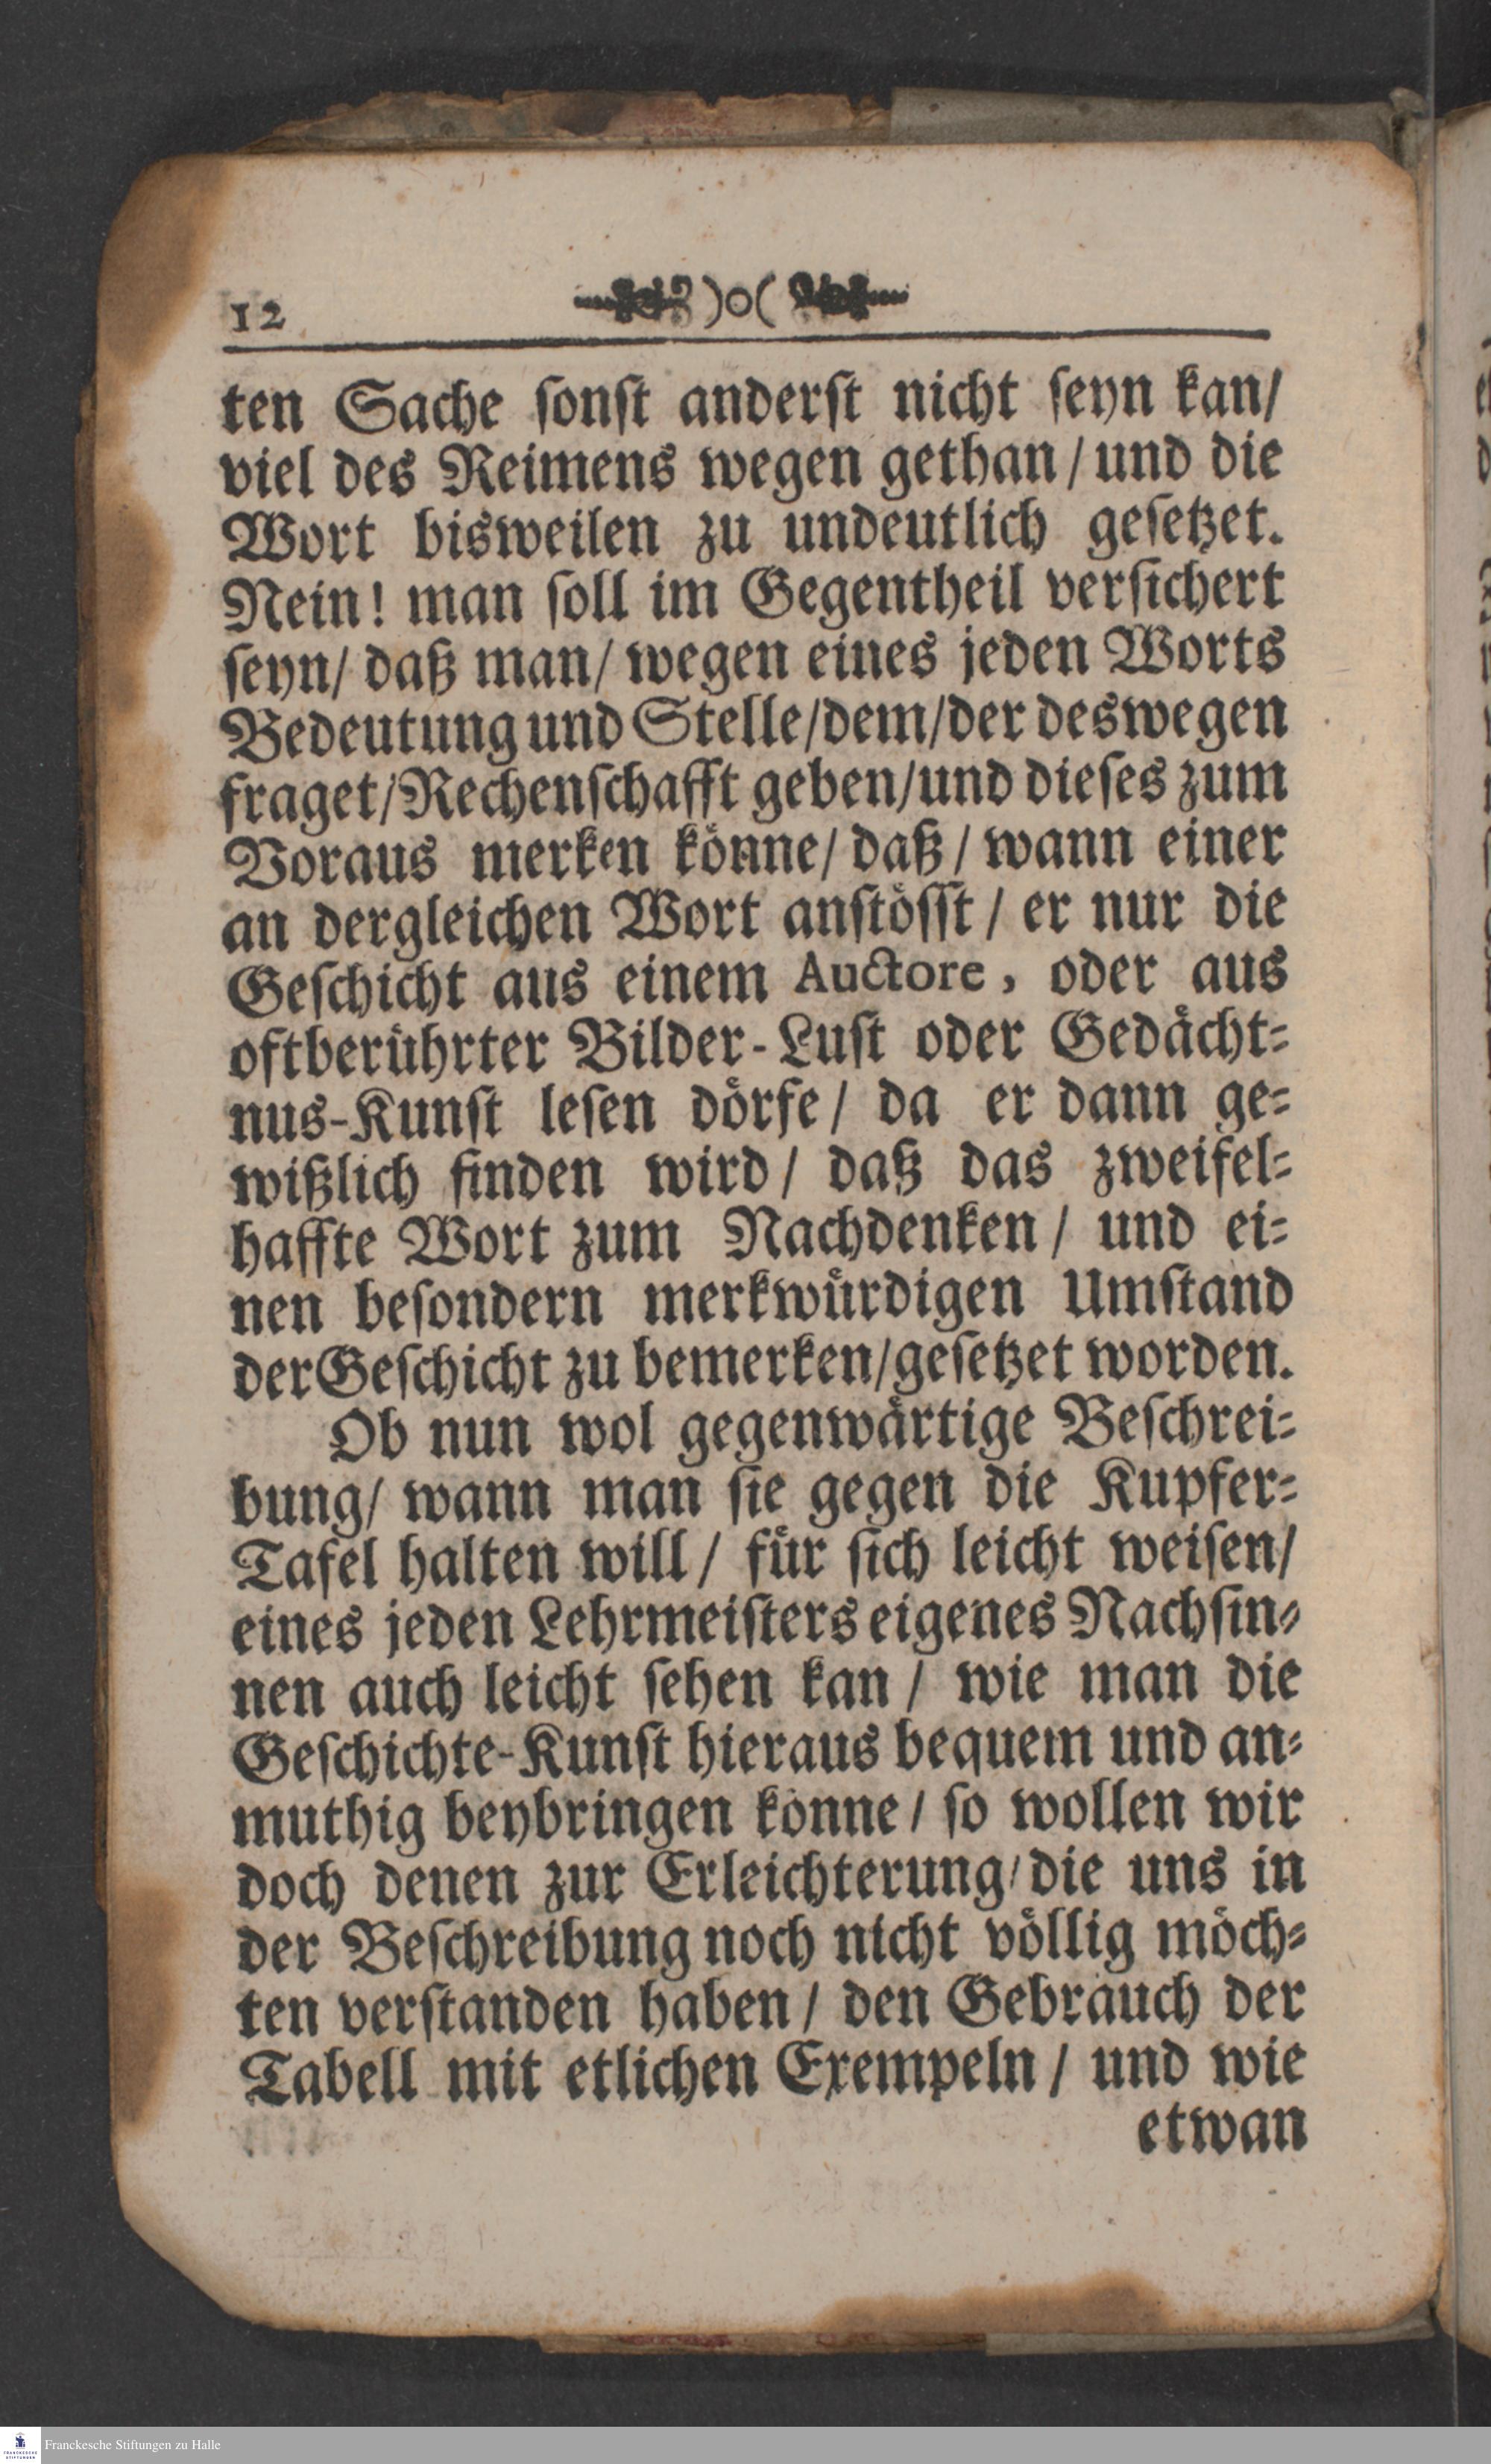 12 )o(
ten Sache ſonſt anderſt nicht ſeyn kan/
viel des Reimens wegen gethan/und die
Wort bisweilen zu undeutlich geſetzet.
Nein! man ſoll im Gegentheil verſichert
ſeyn/ daß man/ wegen eines jeden Worts
Bedeutung und Stelle/dem/der deswegen
fraget/Rechenſchafft geben/und dieſes zum
Voraus merken könne/ daß/ wann einer
an dergleichen Wort anſtöſſt/ er nur die
Geſchicht aus einem Auctore, oder aus
oftberührter Bilder-Luſt oder Gedächt-
nus-Kunſt leſen dörfe/ da er dann ge-
wißlich finden wird/ daß das zweifel-
haffte Wort zum Nachdenken/ und ei-
nen beſondern merkwürdigen Umſtand
der Geſchicht zu bemerken/geſetzet worden.
Ob nun wol gegenwärtige Beſchrei-
bung/ wann man ſie gegen die Kupfer-
Tafel halten will/ für ſich leicht weiſen/
eines jeden Lehrmeiſters eigenes Nachſin-
nen auch leicht ſehen kan/ wie man die
Geſchichte-Kunſt hieraus bequem und an-
muthig beybringen könne/ ſo wollen wir
doch denen zur Erleichterung/die uns in
der Beſchreibung noch nicht völlig möch-
ten verſtanden haben/ den Gebrauch der
Tabell mit etlichen Exempeln/ und wie
etwan
Franckesche Stiftungen zu Halle